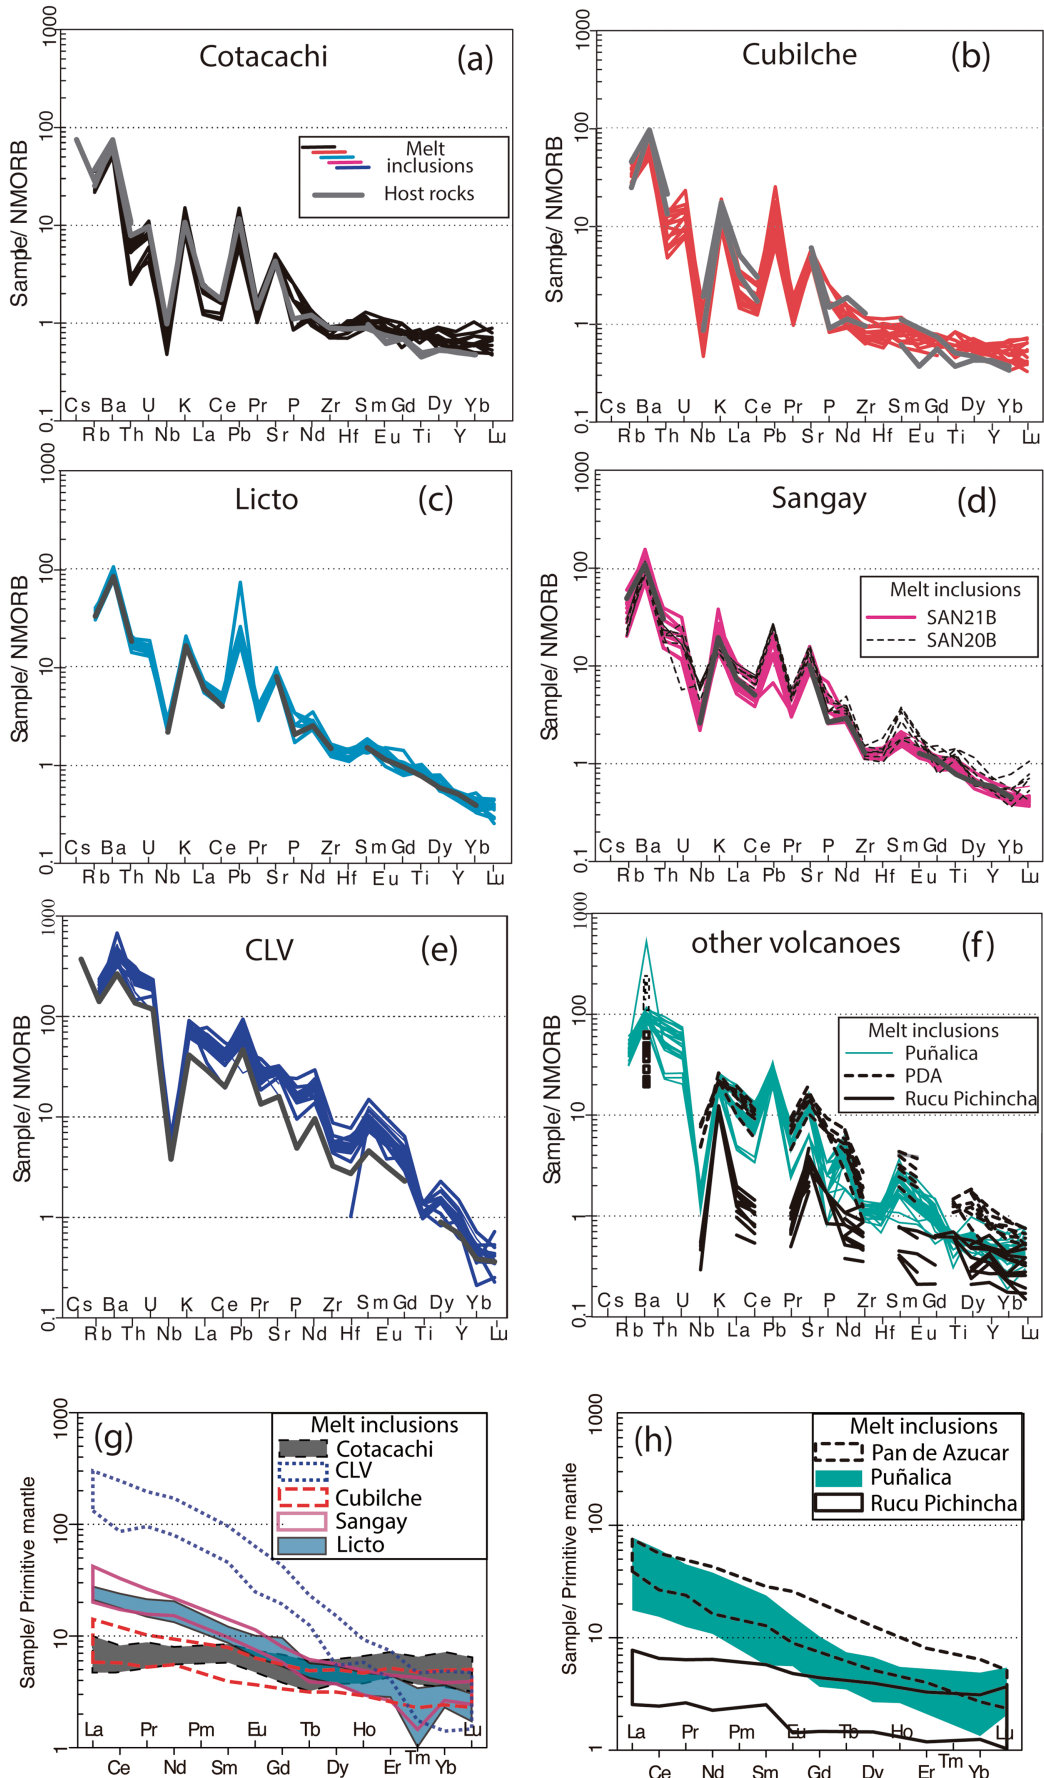 Cotacachi
(a)
Sample/ NMORB
1000
100
10
1
0.1
Melt
inclusions
Host rocks
Cs Ba U K Ce Pr P Zr Sm Gd Dy Yb
Rb Th Nb La Pb Sr Nd Hf Eu Ti Y Lu
Cubilche
(b)
Sample/ NMORB
1000
100
10
1
0.1
Cs Ba U K Ce Pr P Zr Sm Gd Dy Yb
Rb Th Nb La Pb Sr Nd Hf Eu Ti Y Lu
Licto
(c)
Sample/ NMORB
1000
100
10
1
0.1
Cs Ba U K Ce Pr P Zr Sm Gd Dy Yb
Rb Th Nb La Pb Sr Nd Hf Eu Ti Y Lu
Sangay
(d)
Sample/ NMORB
1000
100
10
1
0.1
Melt inclusions
SAN21B
SAN20B
Cs Ba U K Ce Pr P Zr Sm Gd Dy Yb
Rb Th Nb La Pb Sr Nd Hf Eu Ti Y Lu
CLV
(e)
Sample/ NMORB
1000
100
10
1
0.1
Cs Ba U K Ce Pr P Zr Sm Gd Dy Yb
Rb Th Nb La Pb Sr Nd Hf Eu Ti Y Lu
other volcanoes
(f)
Sample/ NMORB
1000
100
10
1
0.1
Melt inclusions
Puñalica
PDA
Rucu Pichincha
Cs Ba U K Ce Pr P Zr Sm Gd Dy Yb
Rb Th Nb La Pb Sr Nd Hf Eu Ti Y Lu
(g)
Sample/ Primitive mantle
1000
100
10
1
Melt inclusions
Cotacachi
CLV
Cubilche
Sangay
Licto
La Pr Pm Eu Tb Ho Tm Lu
Ce Nd Sm Gd Dy Er Yb
(h)
Sample/ Primitive mantle
1000
100
10
1
Melt inclusions
Pan de Azucar
Puñalica
Rucu Pichincha
La Pr Pm Eu Tb Ho Tm Lu
Ce Nd Sm Gd Dy Er Yb